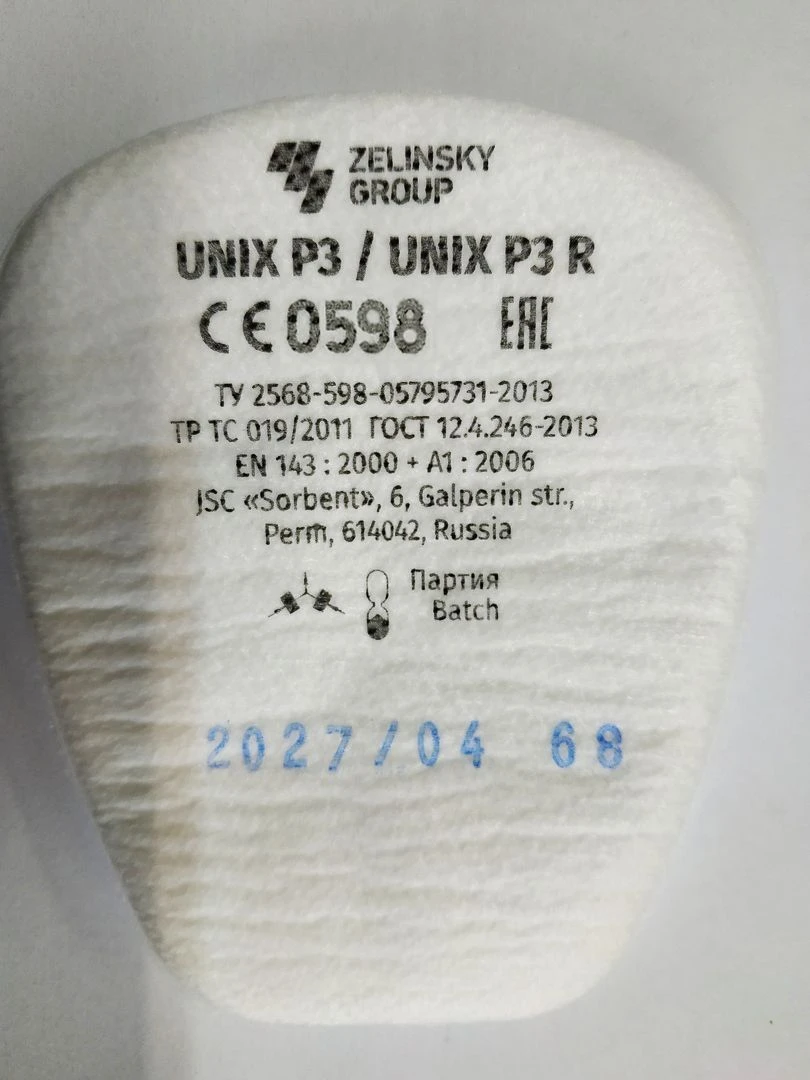 ZELINSKY
GROUP
UNIX P3 / UNIX P3 R
CE 0598 EAC
ТУ 2568-598-05795731-2013
ТР ТС 019/2011 ГОСТ 12.4.246-2013
EN 143 : 2000 + A1 : 2006
JSC «Sorbent», 6, Galperin str.,
Perm, 614042, Russia
Партия
Batch
2027/04 68